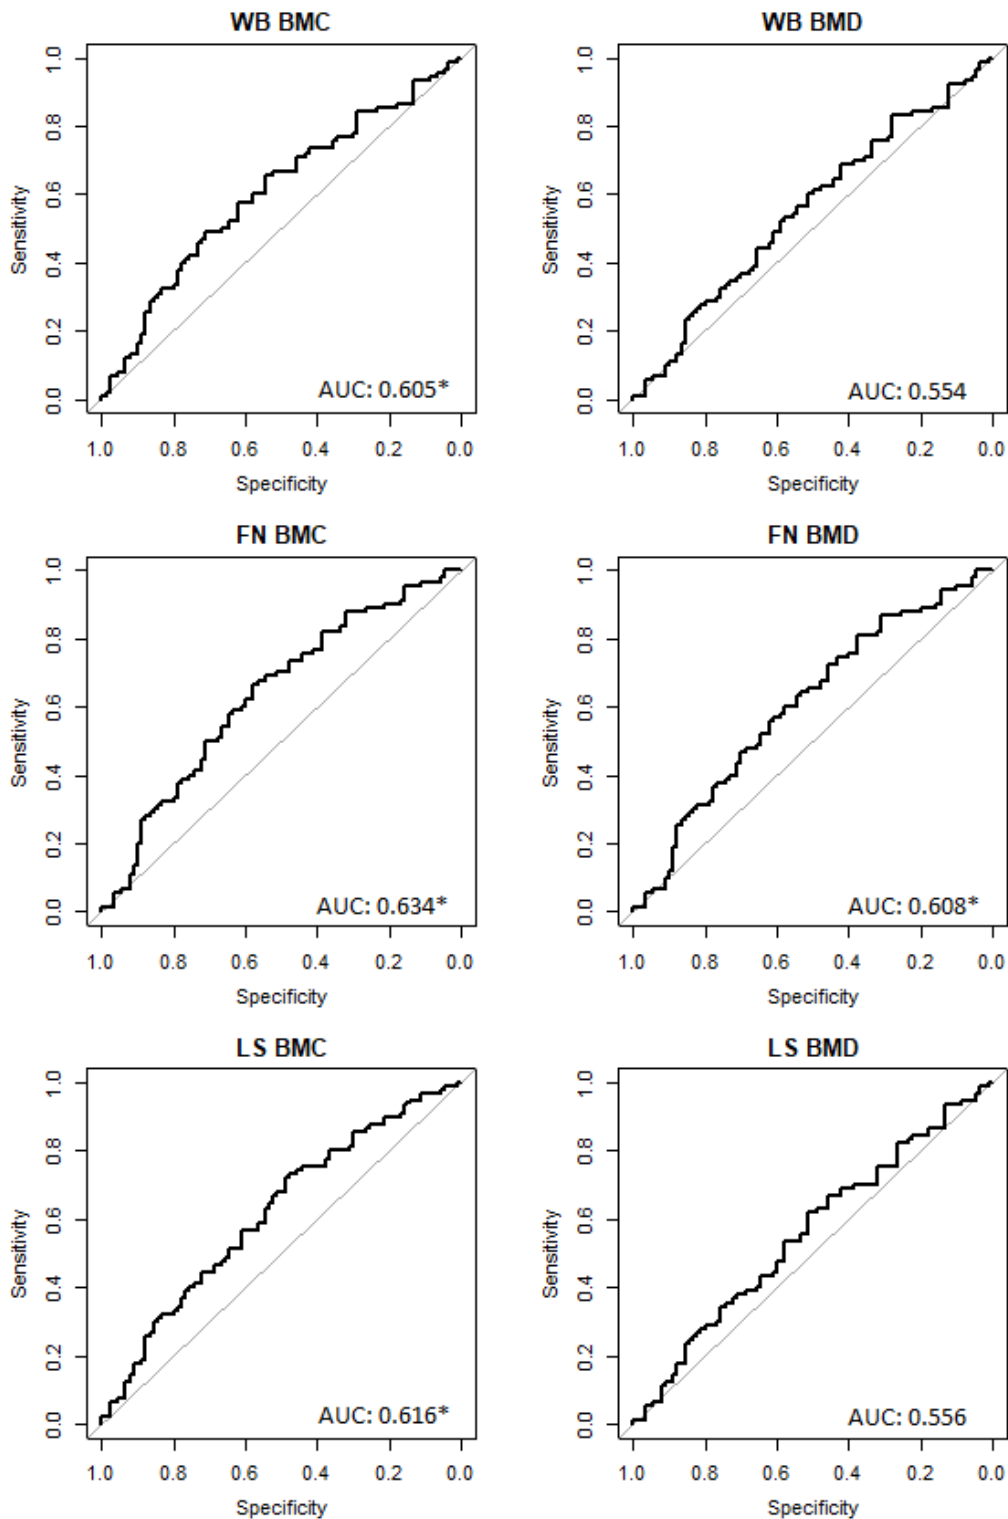 WB BMC
1.0
0.8
0.6
0.4
0.2
0.0
Sensitivity
AUC: 0.605*
1.0 0.8 0.6 0.4 0.2 0.0
Specificity
WB BMD
1.0
0.8
0.6
0.4
0.2
0.0
Sensitivity
AUC: 0.554
1.0 0.8 0.6 0.4 0.2 0.0
Specificity
FN BMC
1.0
0.8
0.6
0.4
0.2
0.0
Sensitivity
AUC: 0.634*
1.0 0.8 0.6 0.4 0.2 0.0
Specificity
FN BMD
1.0
0.8
0.6
0.4
0.2
0.0
Sensitivity
AUC: 0.608*
1.0 0.8 0.6 0.4 0.2 0.0
Specificity
LS BMC
1.0
0.8
0.6
0.4
0.2
0.0
Sensitivity
AUC: 0.616*
1.0 0.8 0.6 0.4 0.2 0.0
Specificity
LS BMD
1.0
0.8
0.6
0.4
0.2
0.0
Sensitivity
AUC: 0.556
1.0 0.8 0.6 0.4 0.2 0.0
Specificity